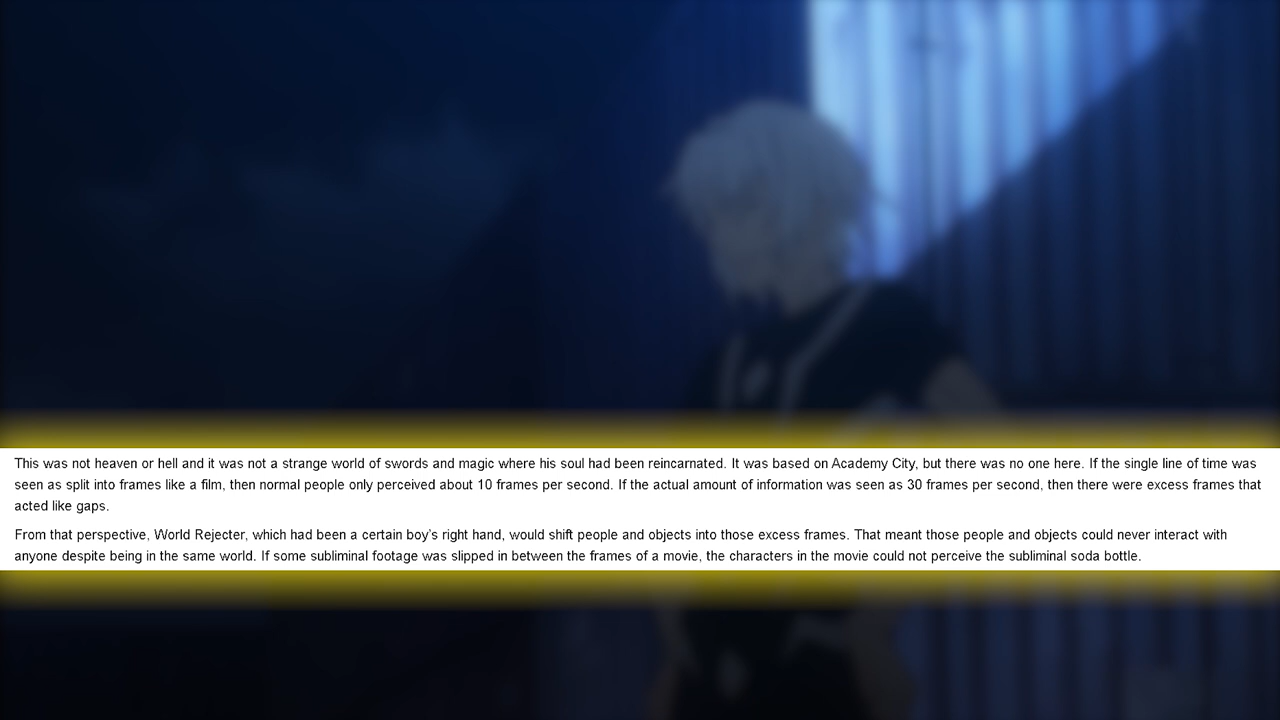 This was not heaven or hell and it was not a strange world of swords and magic where his soul had been reincarnated. It was based on Academy City, but there was no one here. If the single line of time was
seen as split into frames like a film, then normal people only perceived about 10 frames per second. If the actual amount of information was seen as 30 frames per second, then there were excess frames that
acted like gaps.
From that perspective, World Rejecter, which had been a certain boy’s right hand, would shift people and objects into those excess frames. That meant those people and objects could never interact with
anyone despite being in the same world. If some subliminal footage was slipped in between the frames of a movie, the characters in the movie could not perceive the subliminal soda bottle.